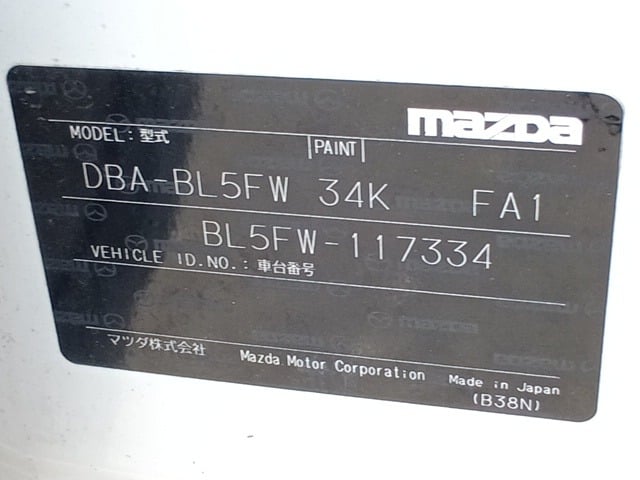 mazda
MODEL: 型式 PAINT
DBA-BL5FW 34K FA1
BL5FW-117334
VEHICLE ID.NO.: 車台番号
マツダ株式会社 Mazda Motor Corporation Made in Japan
(B38N)